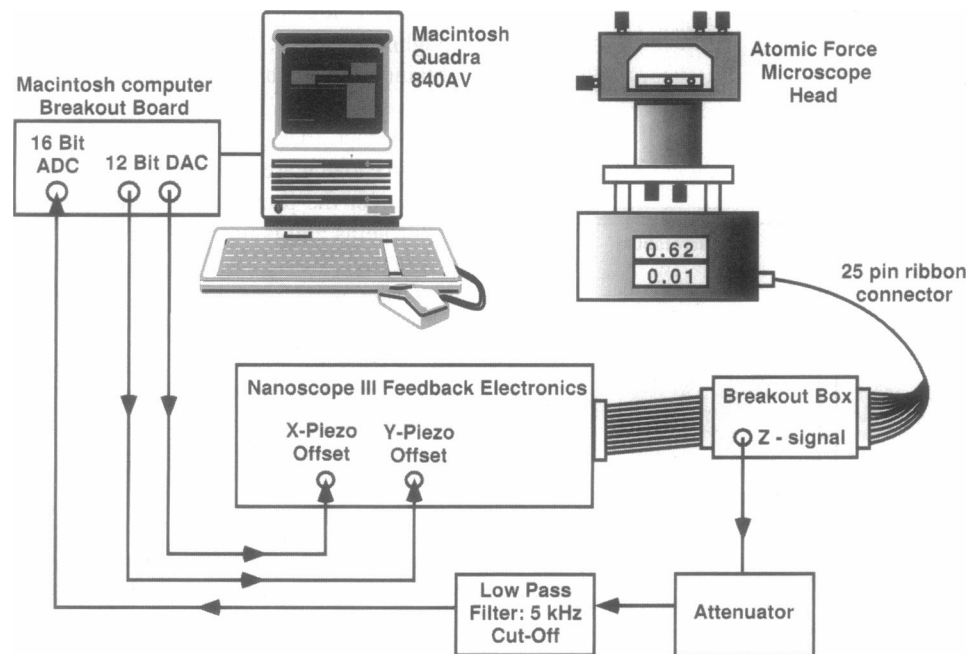 Macintosh
Quadra
840AV
Atomic Force
Microscope
Head
Macintosh computer
Breakout Board
16 Bit
ADC
12 Bit DAC
0.62
0.01
25 pin ribbon
connector
Nanoscope III Feedback Electronics
X-Piezo
Offset
Y-Piezo
Offset
Breakout Box
Z - signal
Low Pass
Filter: 5 kHz
Cut-Off
Attenuator